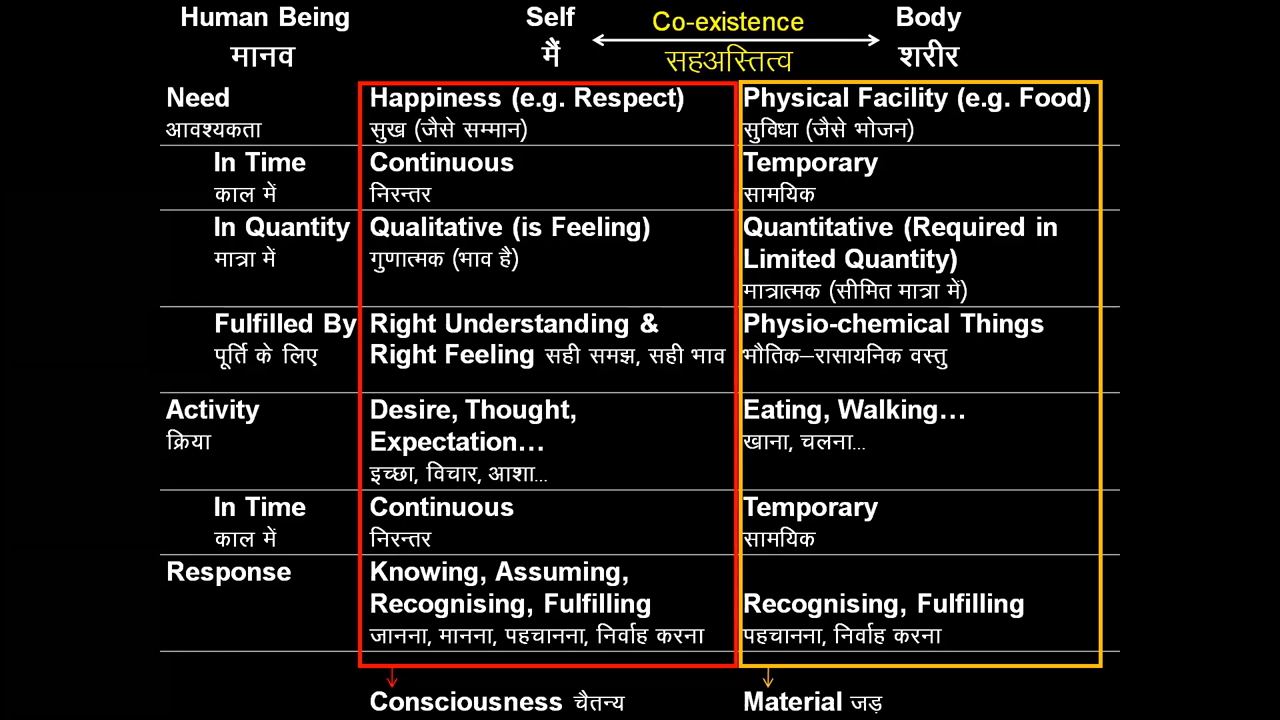 Human Being Self Co-existence Body
मानव मैं सहअस्तित्व शरीर
Need Happiness (e.g. Respect) Physical Facility (e.g. Food)
आवश्यकता सुख (जैसे सम्मान) सुविधा (जैसे भोजन)
In Time Continuous Temporary
काल में निरन्तर सामयिक
In Quantity Qualitative (is Feeling) Quantitative (Required in
मात्रा में गुणात्मक (भाव है) Limited Quantity)
मात्रात्मक (सीमित मात्रा में)
Fulfilled By Right Understanding & Physio-chemical Things
पूर्ति के लिए Right Feeling सही समझ, सही भाव भौतिक–रासायनिक वस्तु
Activity Desire, Thought, Eating, Walking…
क्रिया Expectation… खाना, चलना...
इच्छा, विचार, आशा...
In Time Continuous Temporary
काल में निरन्तर सामयिक
Response Knowing, Assuming,
Recognising, Fulfilling Recognising, Fulfilling
जानना, मानना, पहचानना, निर्वाह करना पहचानना, निर्वाह करना
Consciousness चैतन्य Material जड़